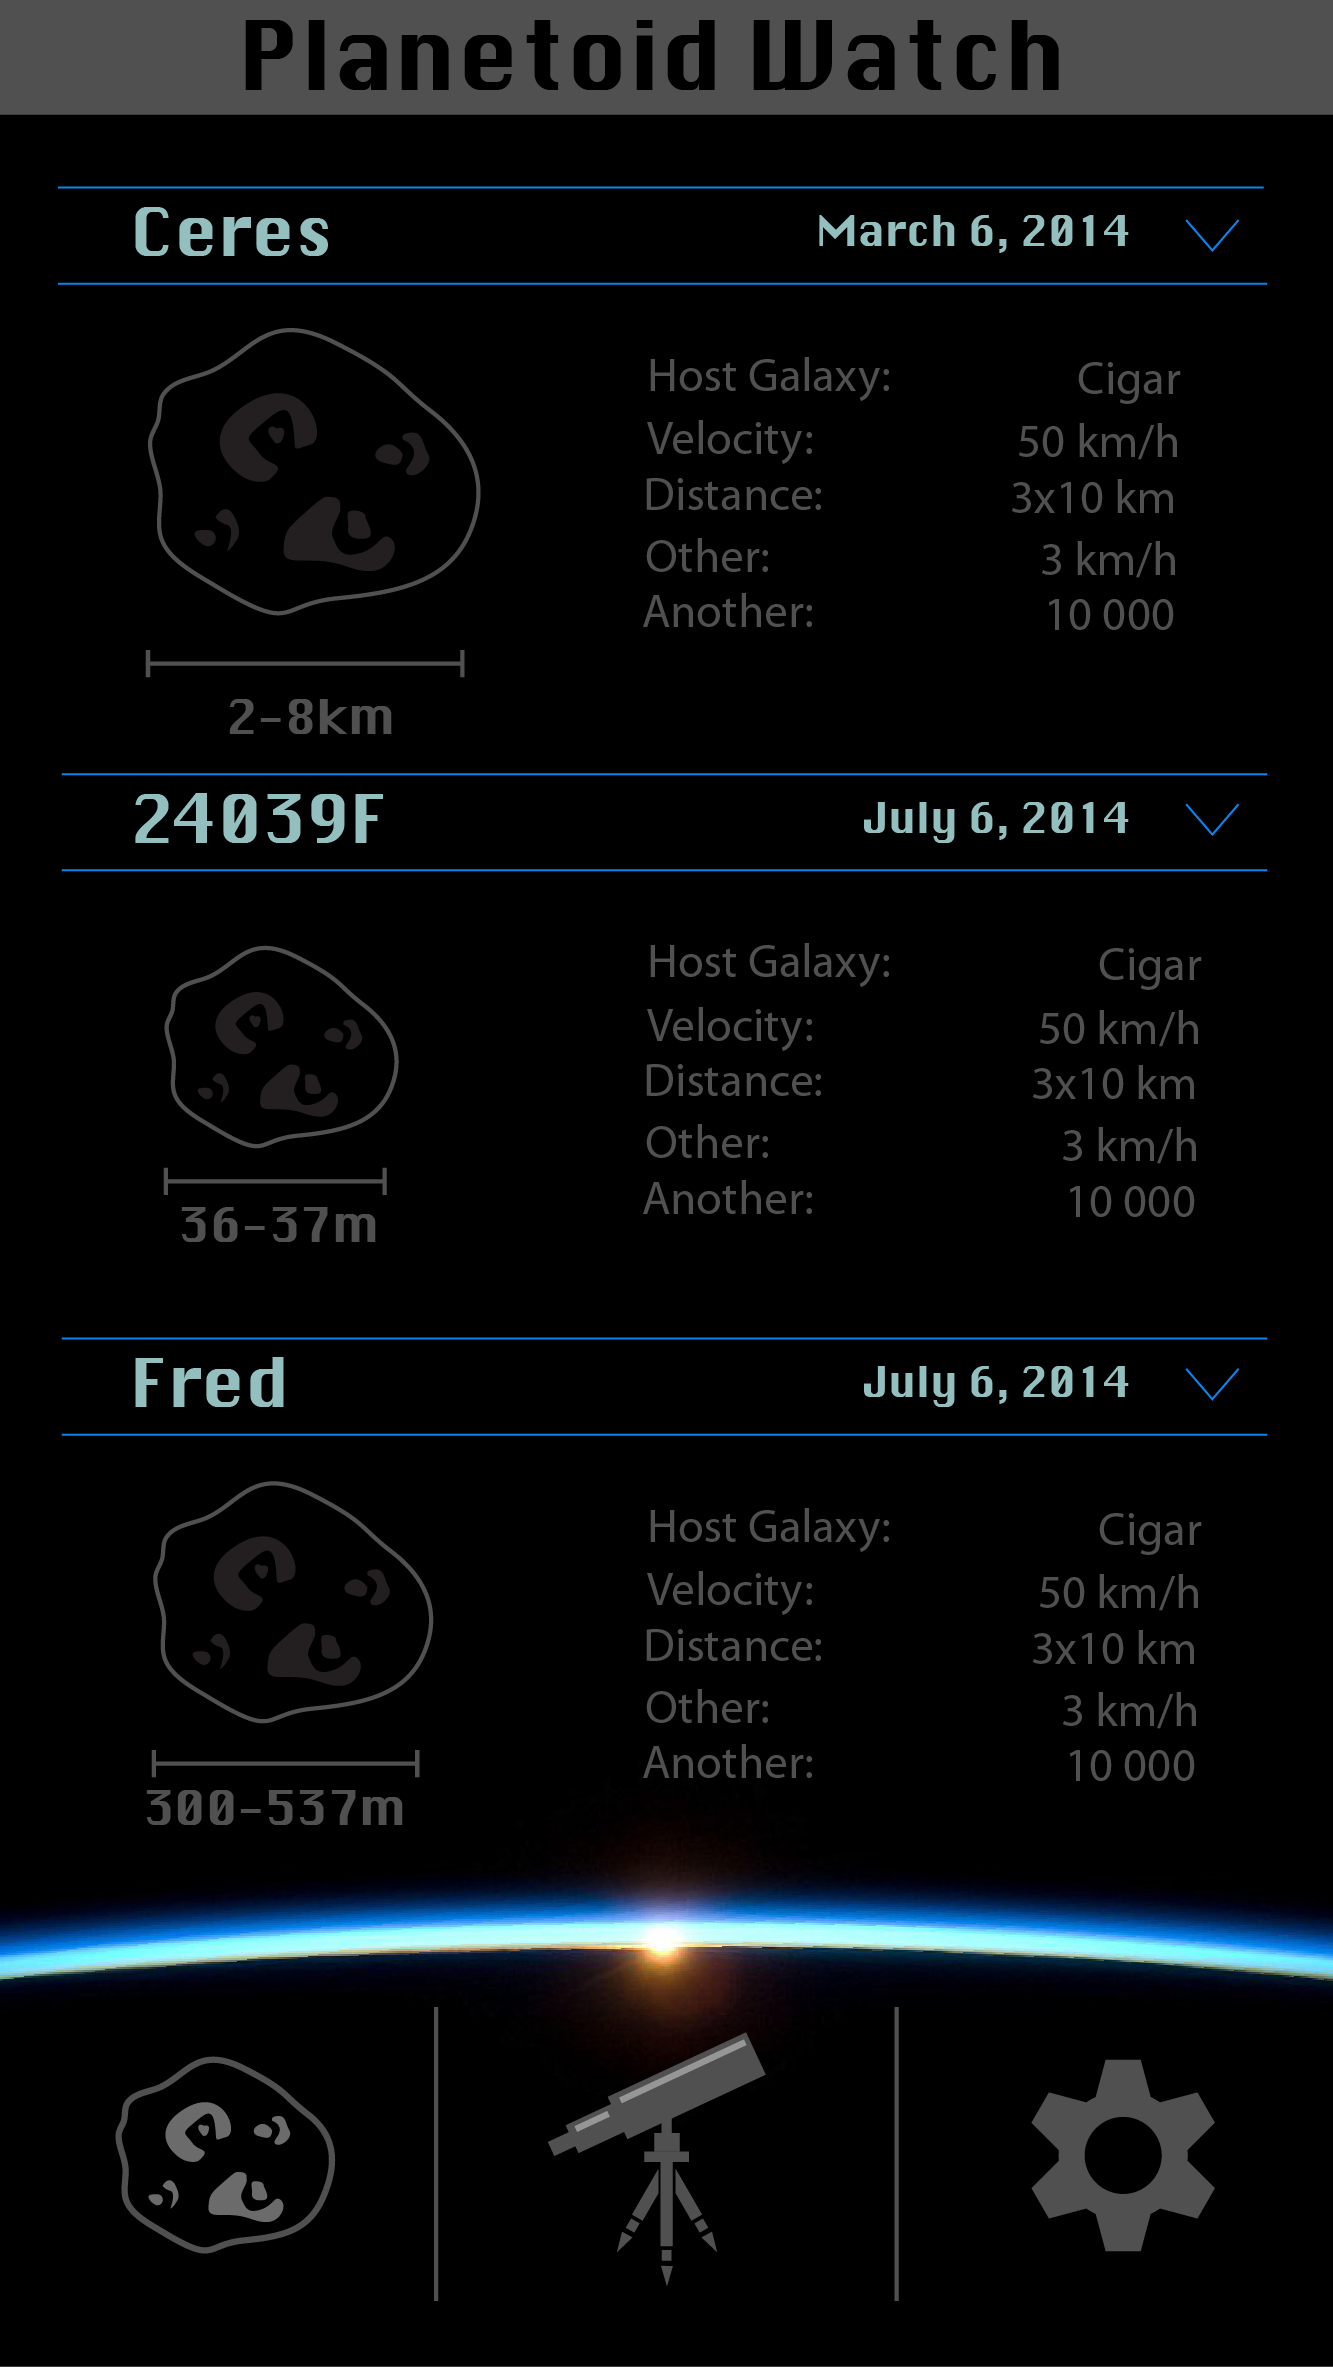 Planetoid Watch
Ceres March 6, 2014
Host Galaxy: Cigar
Velocity: 50 km/h
Distance: 3x10 km
Other: 3 km/h
Another: 10 000
2-8km
24039F July 6, 2014
Host Galaxy: Cigar
Velocity: 50 km/h
Distance: 3x10 km
Other: 3 km/h
Another: 10 000
36-37m
Fred July 6, 2014
Host Galaxy: Cigar
Velocity: 50 km/h
Distance: 3x10 km
Other: 3 km/h
Another: 10 000
300-537m